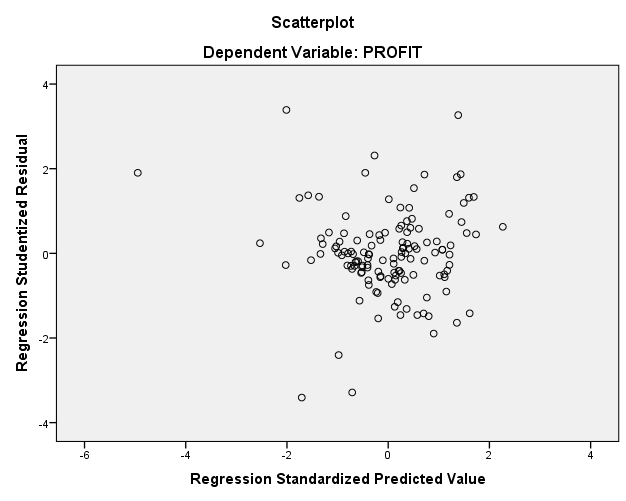 Scatterplot
Dependent Variable: PROFIT
Regression Studentized Residual
4
2
0
-2
-4
-6
-4
-2
0
2
4
Regression Standardized Predicted Value